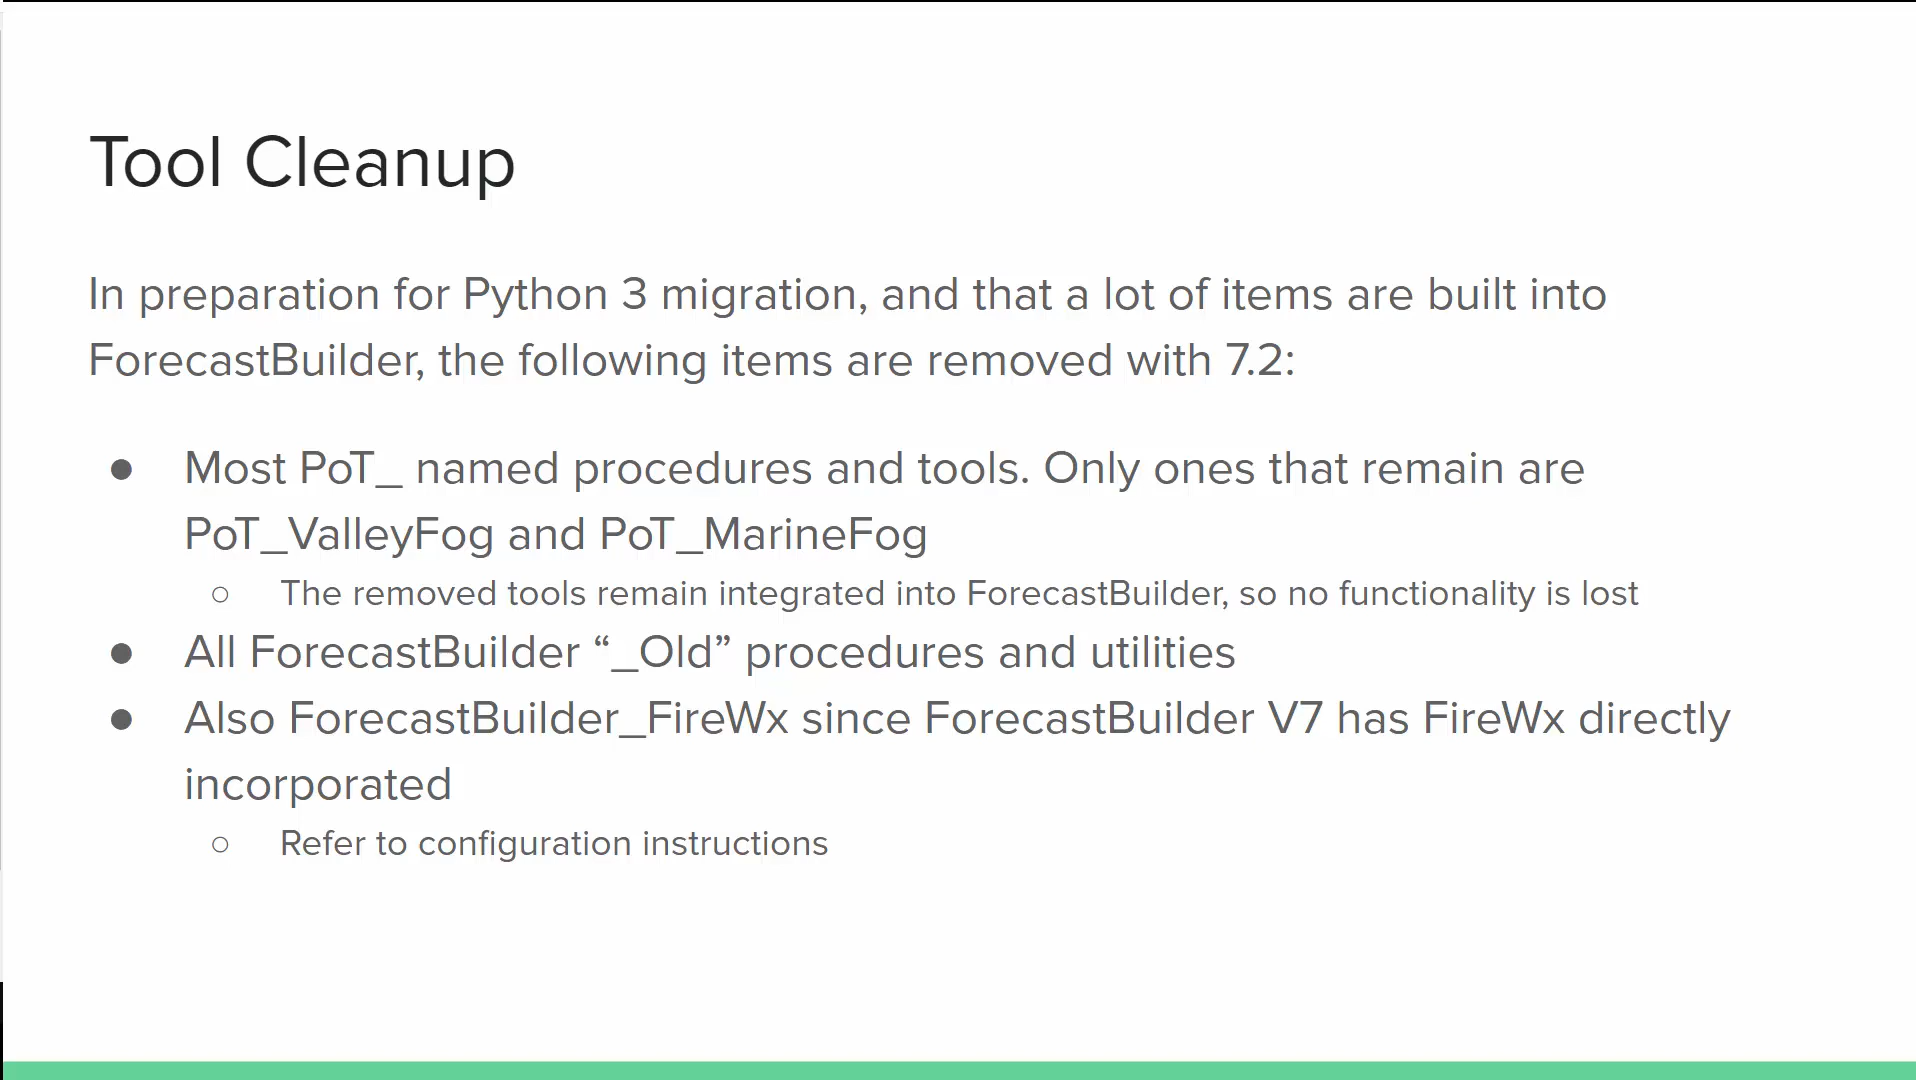 Tool Cleanup
In preparation for Python 3 migration, and that a lot of items are built into
ForecastBuilder, the following items are removed with 7.2:
● Most PoT_ named procedures and tools. Only ones that remain are
PoT_ValleyFog and PoT_MarineFog
○ The removed tools remain integrated into ForecastBuilder, so no functionality is lost
● All ForecastBuilder “_Old” procedures and utilities
● Also ForecastBuilder_FireWx since ForecastBuilder V7 has FireWx directly
incorporated
○ Refer to configuration instructions